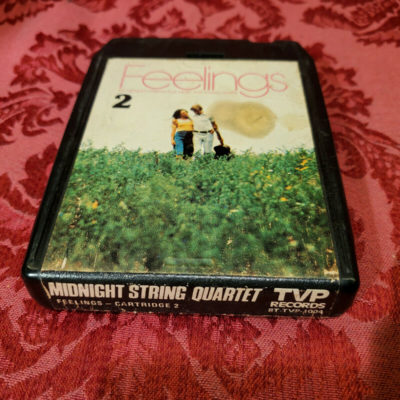 Feelings
2
MIDNIGHT STRING QUARTET
FEELINGS – CARTRIDGE 2
TVP
RECORDS
8T-TVP-1004